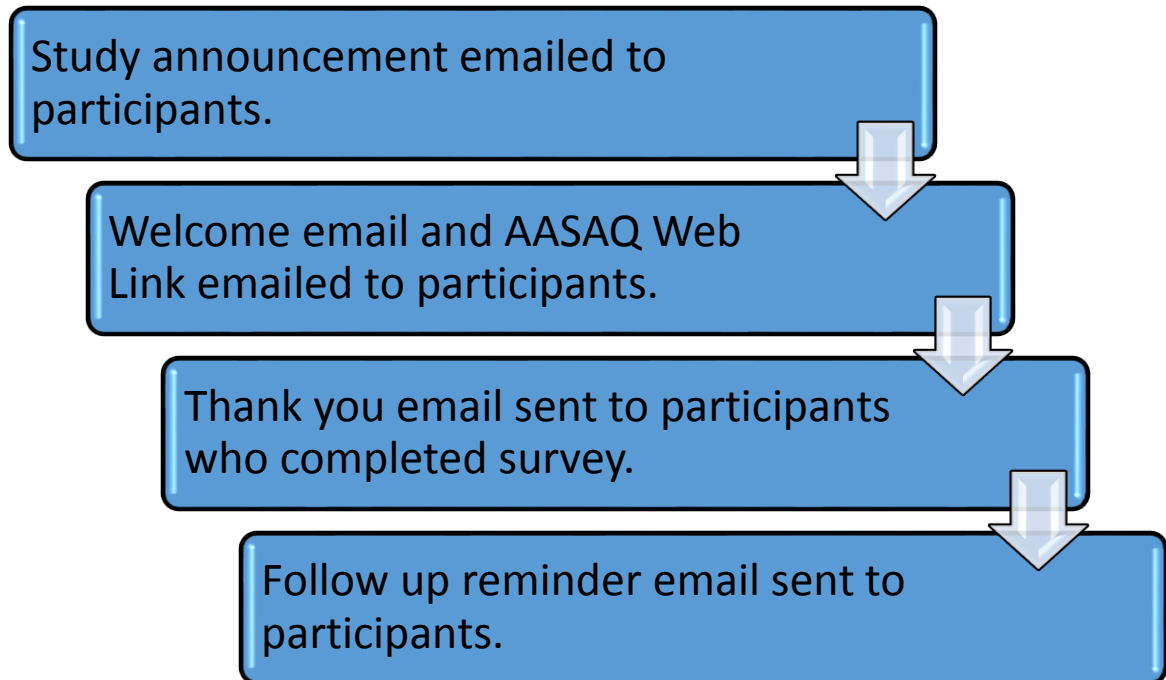 Study announcement emailed to
participants.
Welcome email and AASAQ Web
Link emailed to participants.
Thank you email sent to participants
who completed survey.
Follow up reminder email sent to
participants.